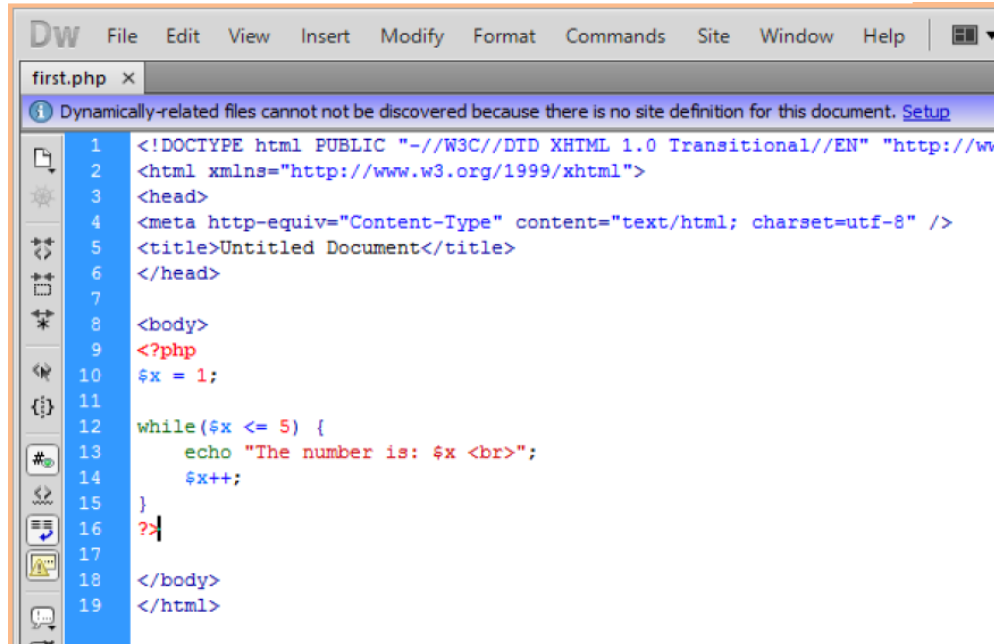 Dw File Edit View Insert Modify Format Commands Site Window Help
first.php ×
Dynamically-related files cannot not be discovered because there is no site definition for this document. Setup
1 <!DOCTYPE html PUBLIC "-//W3C//DTD XHTML 1.0 Transitional//EN" "http://ww
2 <html xmlns="http://www.w3.org/1999/xhtml">
3 <head>
4 <meta http-equiv="Content-Type" content="text/html; charset=utf-8" />
5 <title>Untitled Document</title>
6 </head>
7
8 <body>
9 <?php
10 $x = 1;
11
12 while($x <= 5) {
13     echo "The number is: $x <br>";
14     $x++;
15 }
16 ?>
17
18 </body>
19 </html>